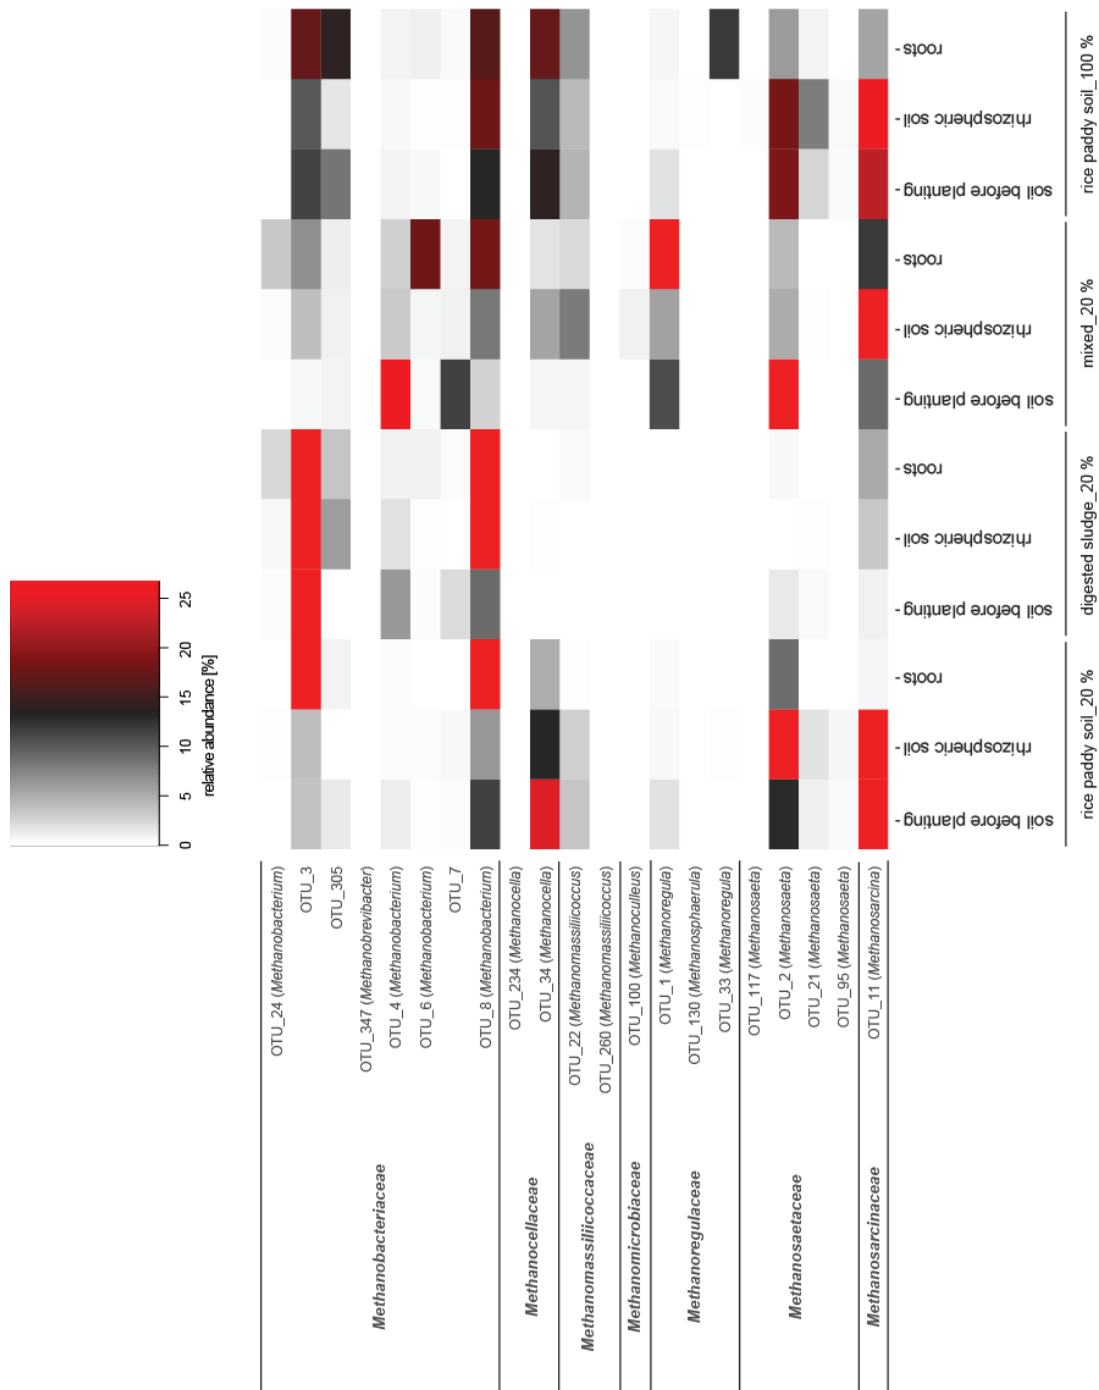 25
20
15
10
5
0
relative abundance [%]
OTU_24 (Methanobacterium)
OTU_3
OTU_305
OTU_347 (Methanobrevibacter)
OTU_4 (Methanobacterium)
OTU_6 (Methanobacterium)
OTU_7
OTU_8 (Methanobacterium)
OTU_234 (Methanocella)
OTU_34 (Methanocella)
OTU_22 (Methanomassiliicoccus)
OTU_260 (Methanomassiliicoccus)
OTU_100 (Methanoculleus)
OTU_1 (Methanoregula)
OTU_130 (Methanosphaerula)
OTU_33 (Methanoregula)
OTU_117 (Methanosaeta)
OTU_2 (Methanosaeta)
OTU_21 (Methanosaeta)
OTU_95 (Methanosaeta)
OTU_11 (Methanosarcina)
Methanobacteriaceae
Methanocellaceae
Methanomassiliicoccaceae
Methanomicrobiaceae
Methanoregulaceae
Methanosaetaceae
Methanosarcinaceae
soil before planting
rhizospheric soil
roots
soil before planting
rhizospheric soil
roots
soil before planting
rhizospheric soil
roots
soil before planting
rhizospheric soil
roots
rice paddy soil_20 %
digested sludge_20 %
mixed_20 %
rice paddy soil_100 %